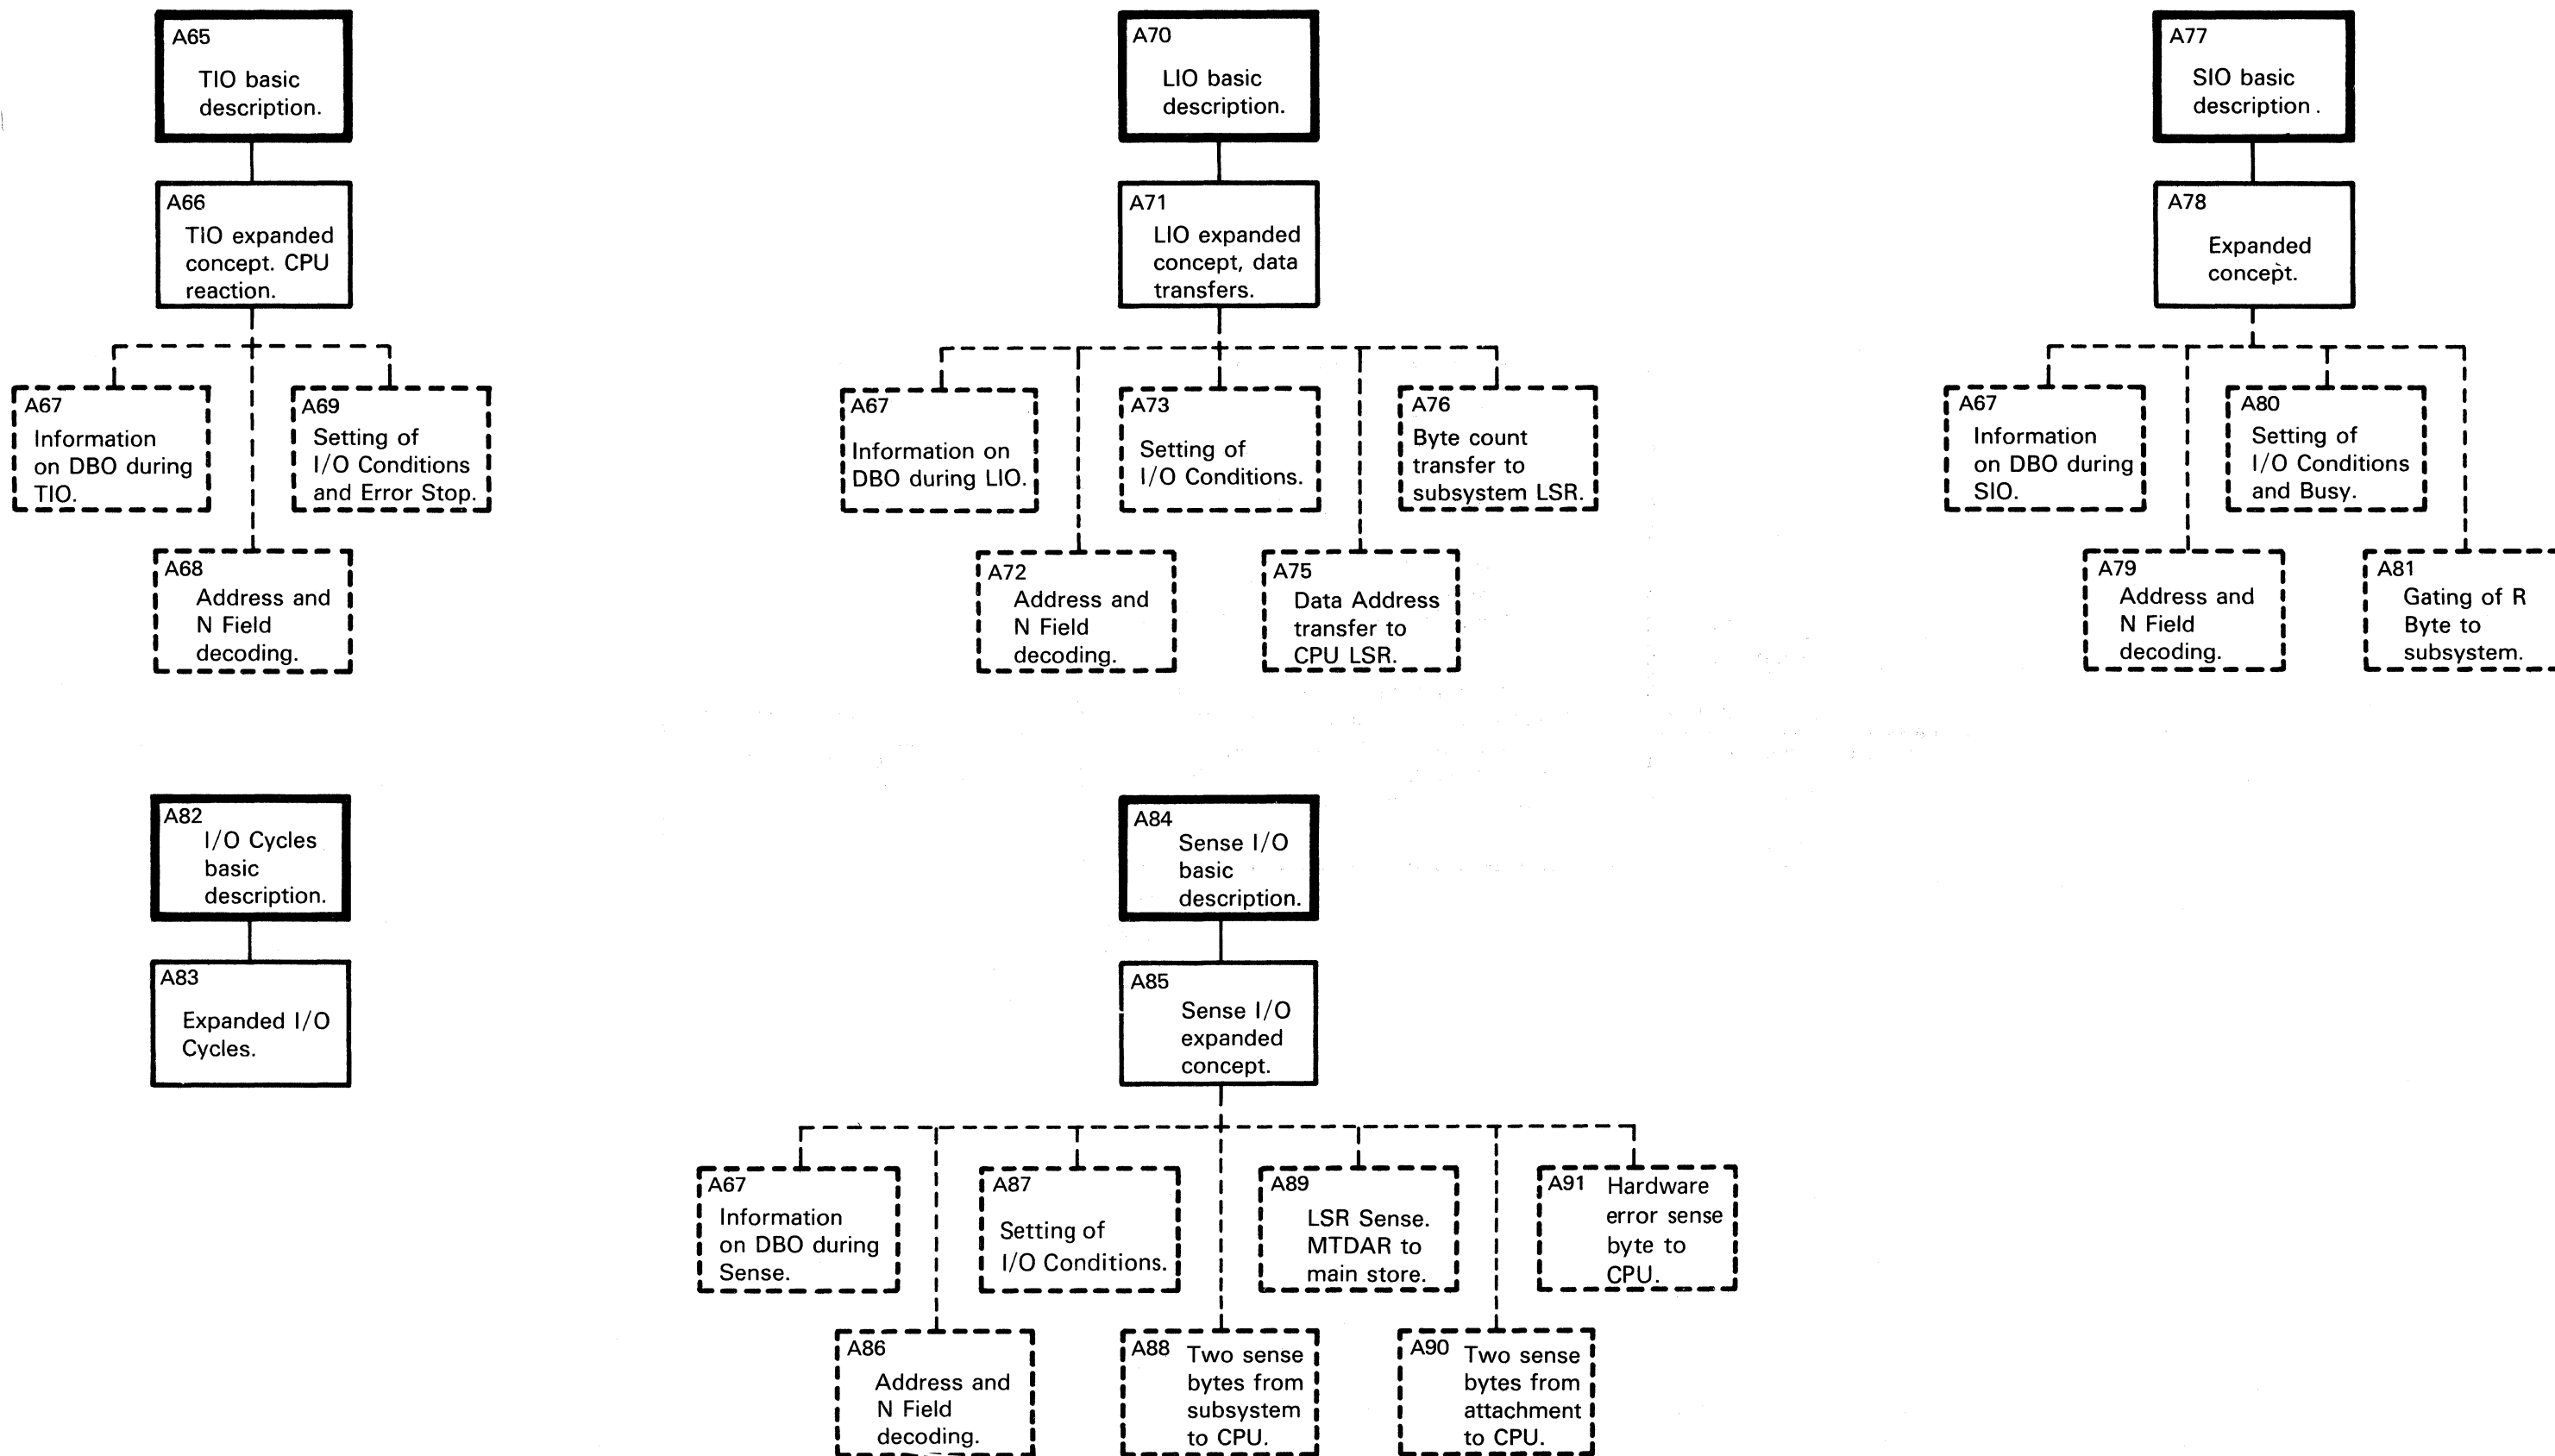 A65
TIO basic
description.
A66
TIO expanded
concept. CPU
reaction.
A67
Information
on DBO during
TIO.
A69
Setting of
I/O Conditions
and Error Stop.
A68
Address and
N Field
decoding.
A70
LIO basic
description.
A71
LIO expanded
concept, data
transfers.
A67
Information on
DBO during LIO.
A73
Setting of
I/O Conditions.
A76
Byte count
transfer to
subsystem LSR.
A72
Address and
N Field
decoding.
A75
Data Address
transfer to
CPU LSR.
A77
SIO basic
description.
A78
Expanded
concept.
A67
Information
on DBO during
SIO.
A80
Setting of
I/O Conditions
and Busy.
A79
Address and
N Field
decoding.
A81
Gating of R
Byte to
subsystem.
A82
I/O Cycles
basic
description.
A83
Expanded I/O
Cycles.
A84
Sense I/O
basic
description.
A85
Sense I/O
expanded
concept.
A67
Information
on DBO during
Sense.
A87
Setting of
I/O Conditions.
A89
LSR Sense.
MTDAR to
main store.
A91 Hardware
error sense
byte to
CPU.
A86
Address and
N Field
decoding.
A88 Two sense
bytes from
subsystem
to CPU.
A90 Two sense
bytes from
attachment
to CPU.